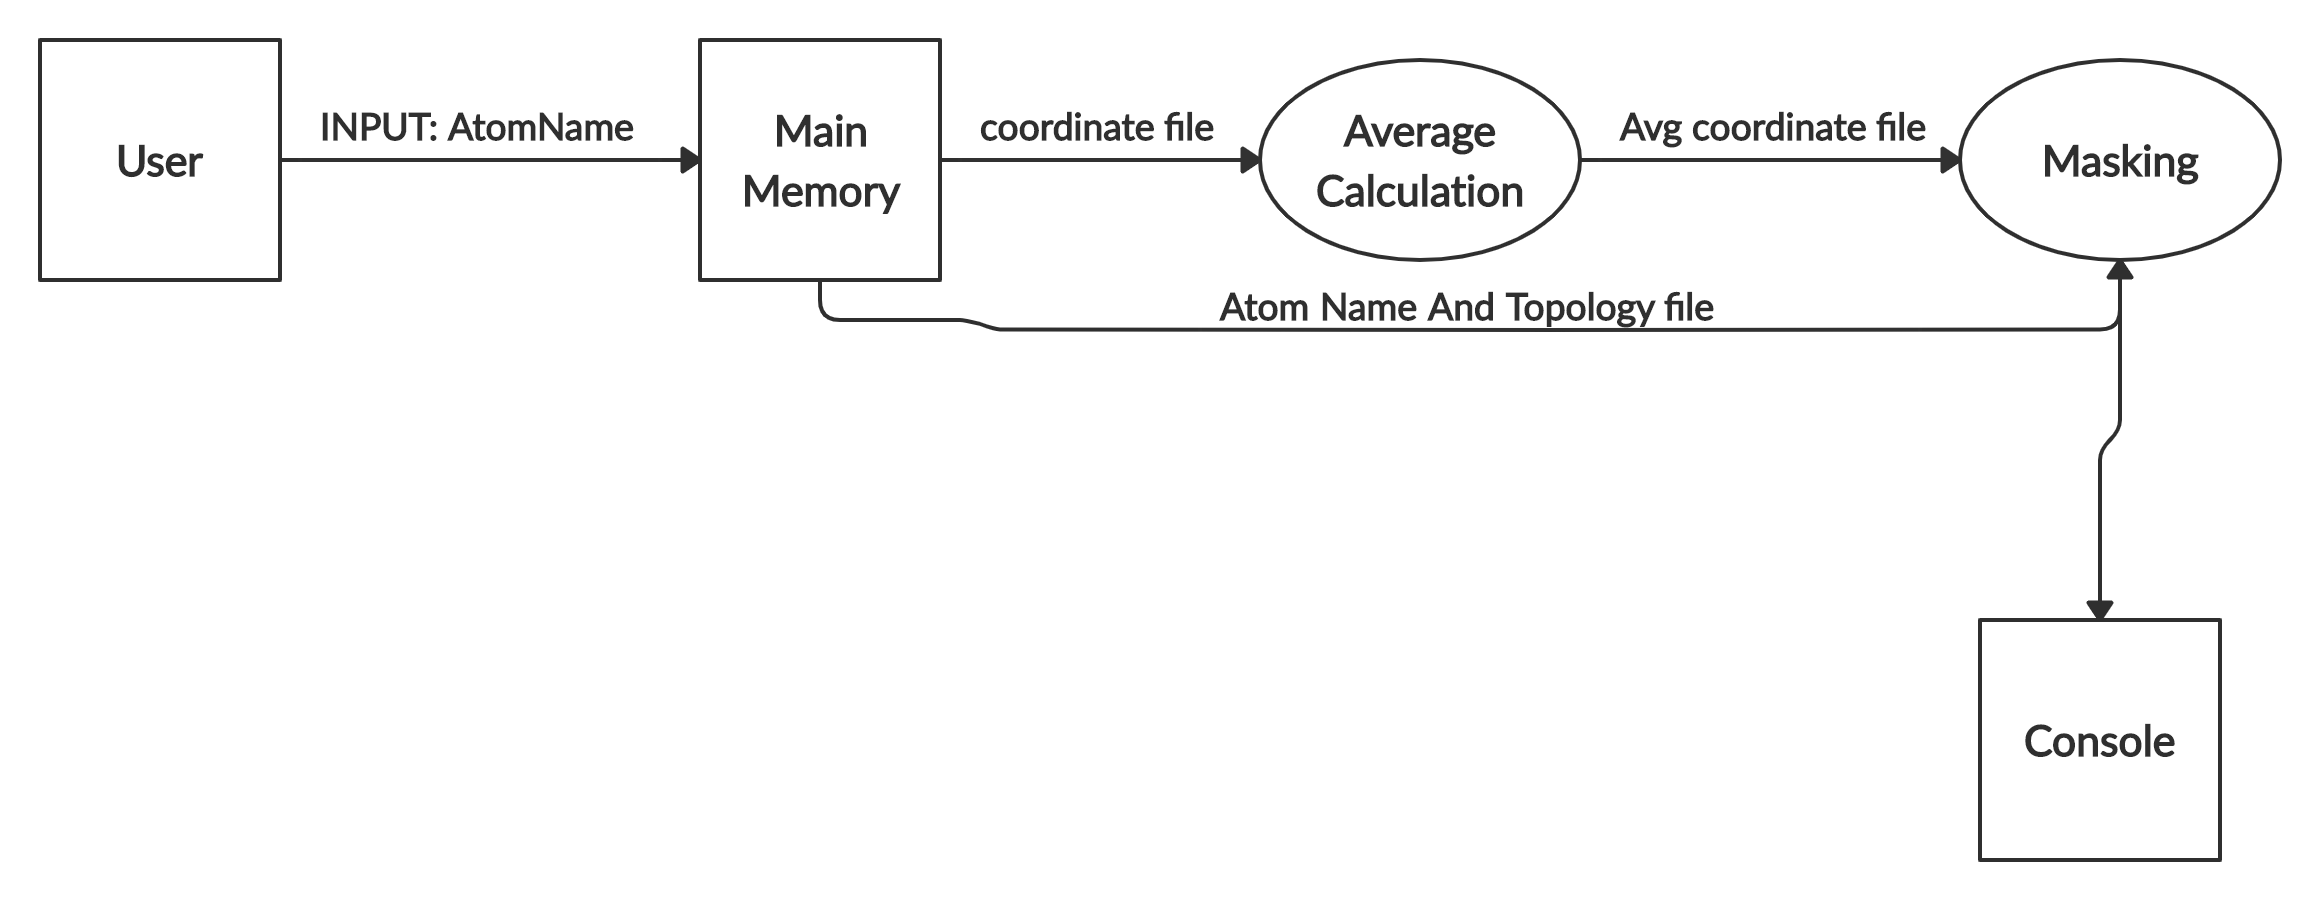 User
INPUT: AtomName
Main
Memory
coordinate file
Average
Calculation
Avg coordinate file
Masking
Atom Name And Topology file
Console